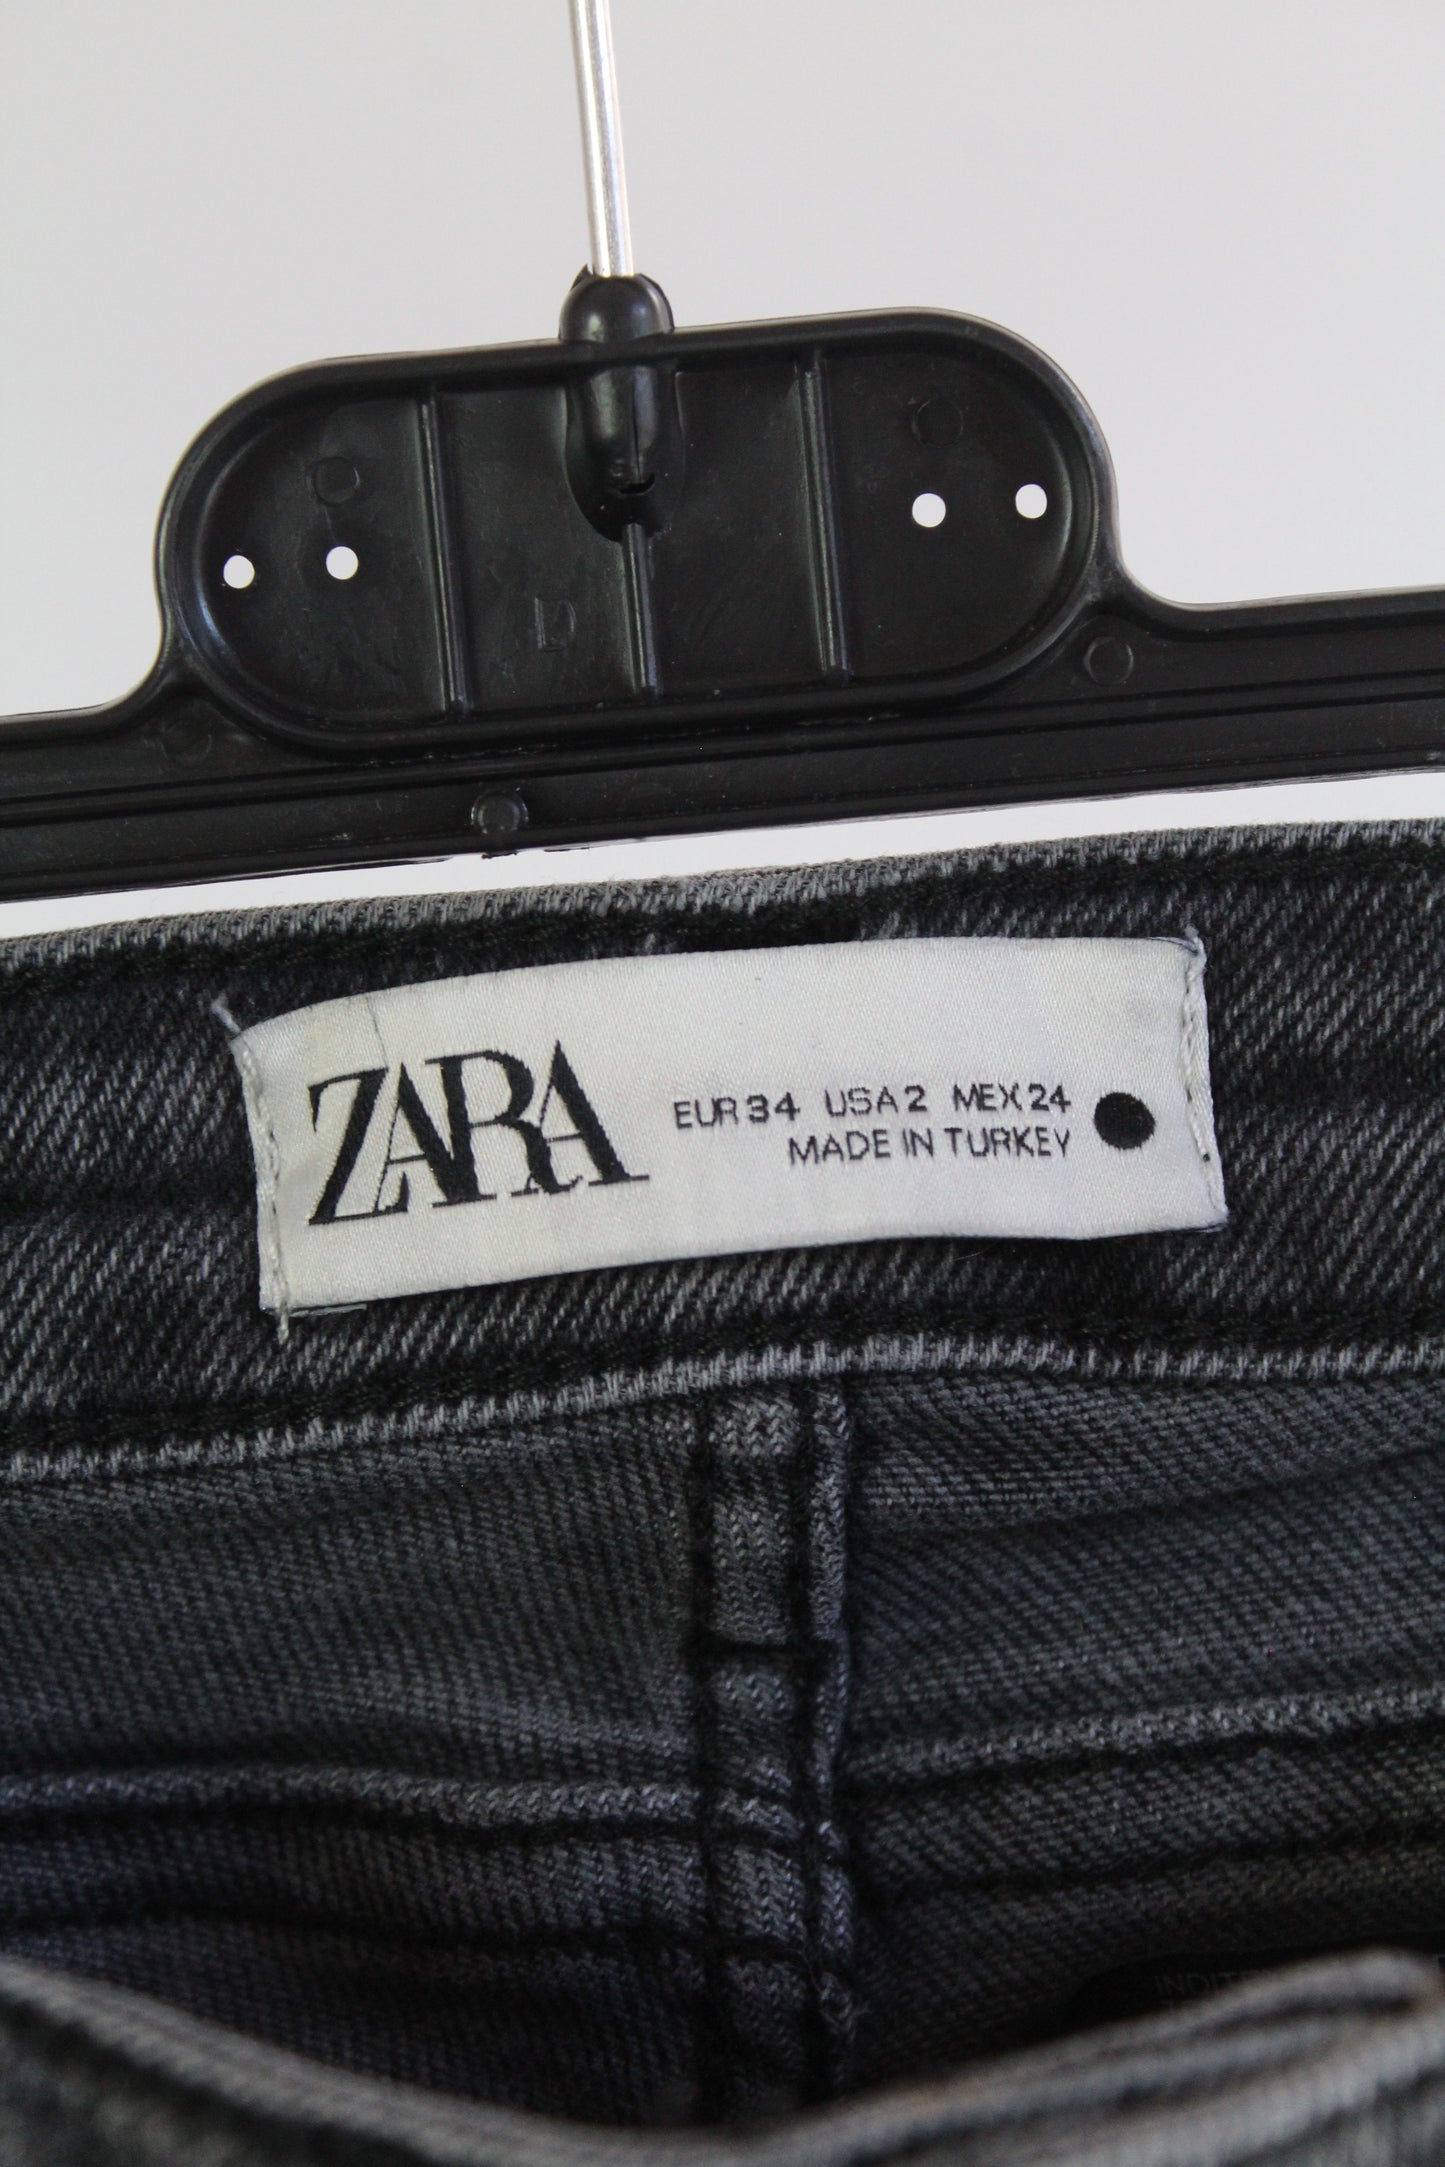 ZARA
EUR 34 USA 2 MEX 24
MADE IN TURKEY
D